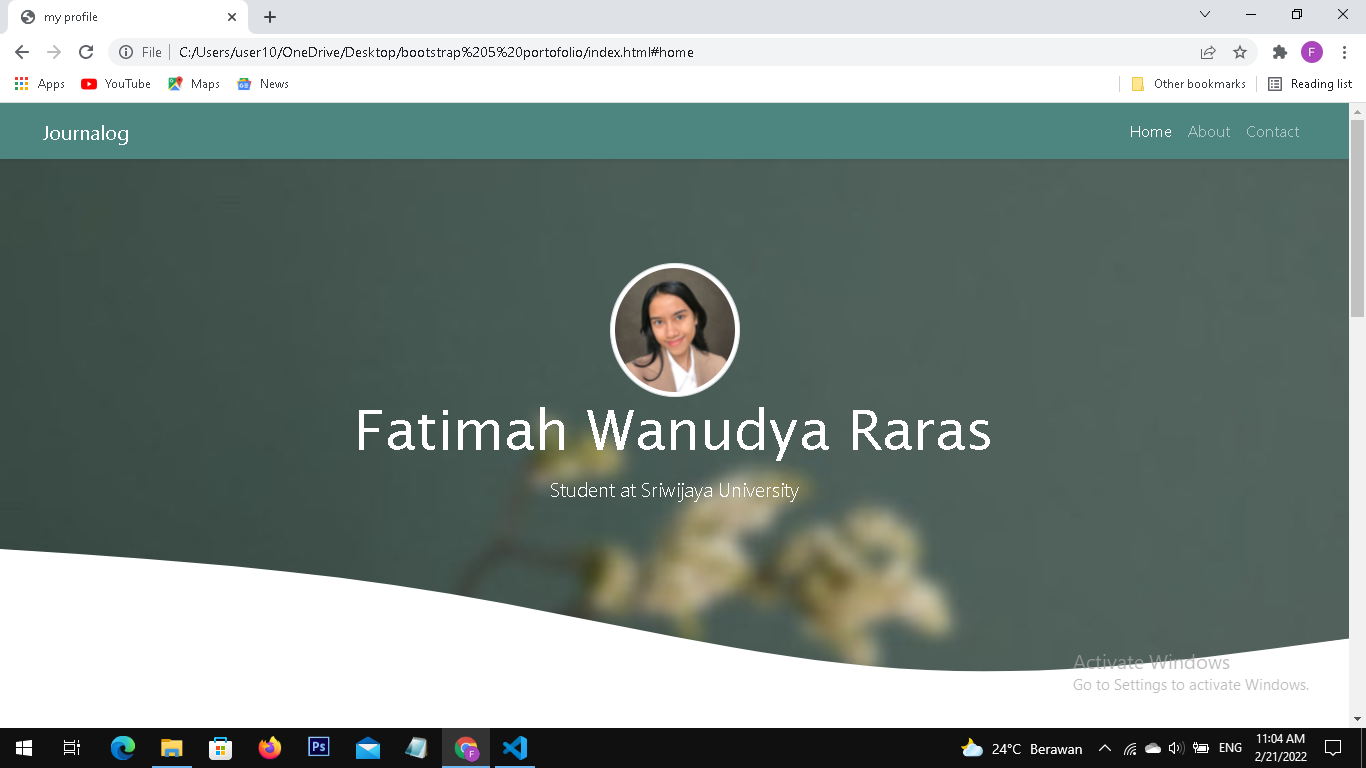 my profile
File
C:/Users/user10/OneDrive/Desktop/bootstrap%205%20portofolio/index.html#home
F
Apps
YouTube
Maps
News
Other bookmarks
Reading list
Journalog
Home
About
Contact
Fatimah Wanudya Raras
Student at Sriwijaya University
Activate Windows
Go to Settings to activate Windows.
Ps
F
24°C Berawan
ENG
11:04 AM
2/21/2022